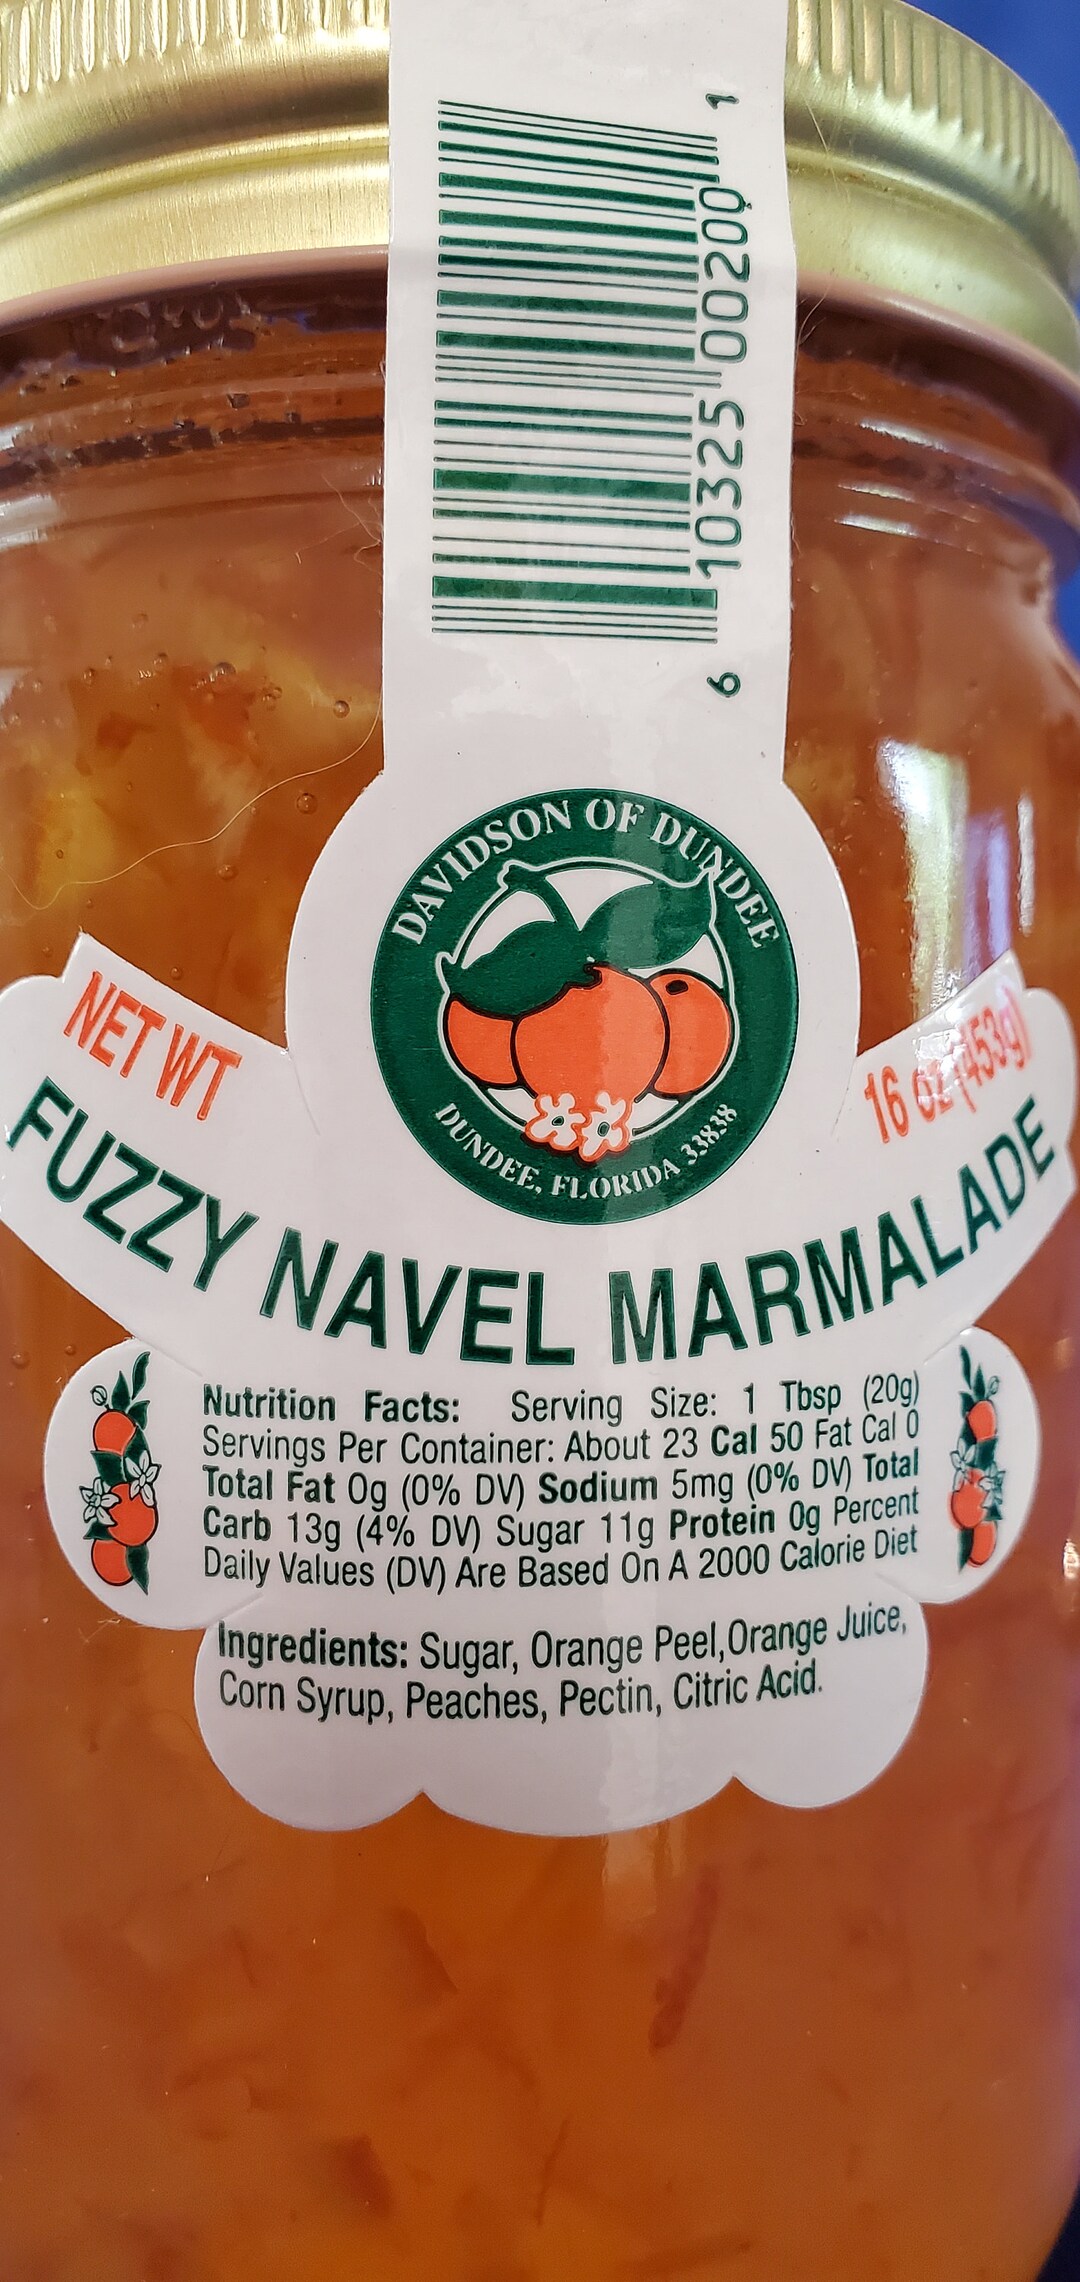 6 10325 00200 1
DAVIDSON OF DUNDEE
DUNDEE, FLORIDA 33838
NET WT 16 oz (453g)
FUZZY NAVEL MARMALADE
Nutrition Facts: Serving Size: 1 Tbsp (20g)
Servings Per Container: About 23 Cal 50 Fat Cal 0
Total Fat 0g (0% DV) Sodium 5mg (0% DV) Total
Carb 13g (4% DV) Sugar 11g Protein 0g Percent
Daily Values (DV) Are Based On A 2000 Calorie Diet
Ingredients: Sugar, Orange Peel,Orange Juice,
Corn Syrup, Peaches, Pectin, Citric Acid.